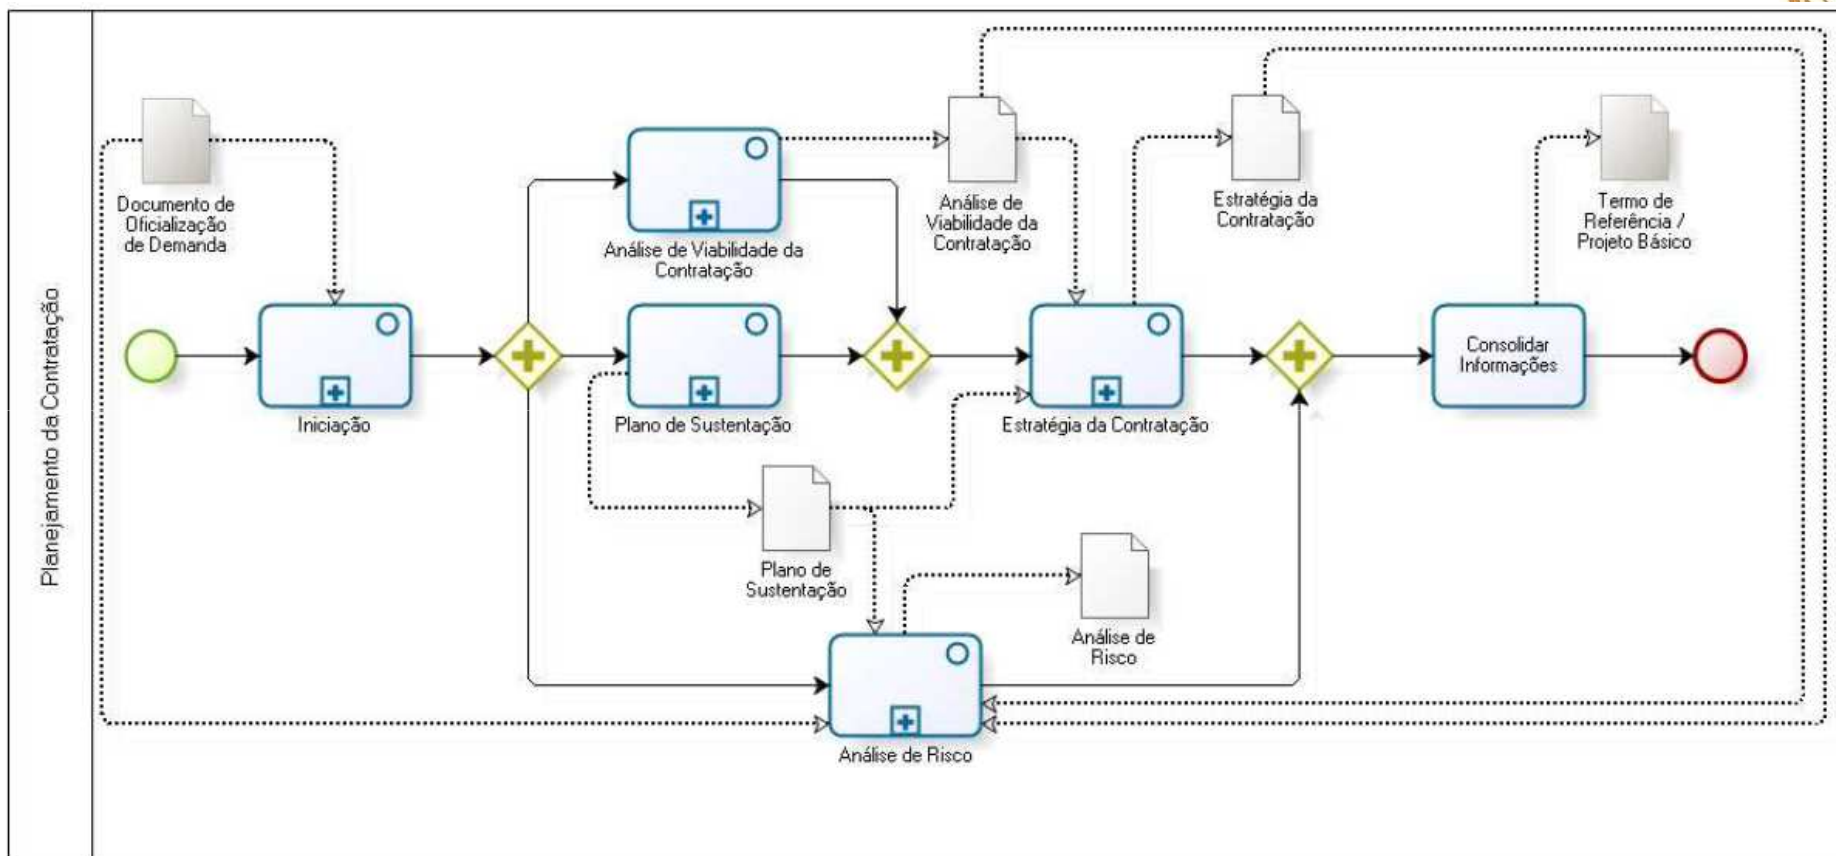 Planejamento da Contratação
Documento de
Oficialização
de Demanda
Iniciação
Análise de Viabilidade da
Contratação
Plano de Sustentação
Plano de
Sustentação
Análise de
Viabilidade da
Contratação
Estratégia da Contratação
Estratégia da
Contratação
Análise de
Risco
Análise de Risco
Consolidar
Informações
Termo de
Referência /
Projeto Básico